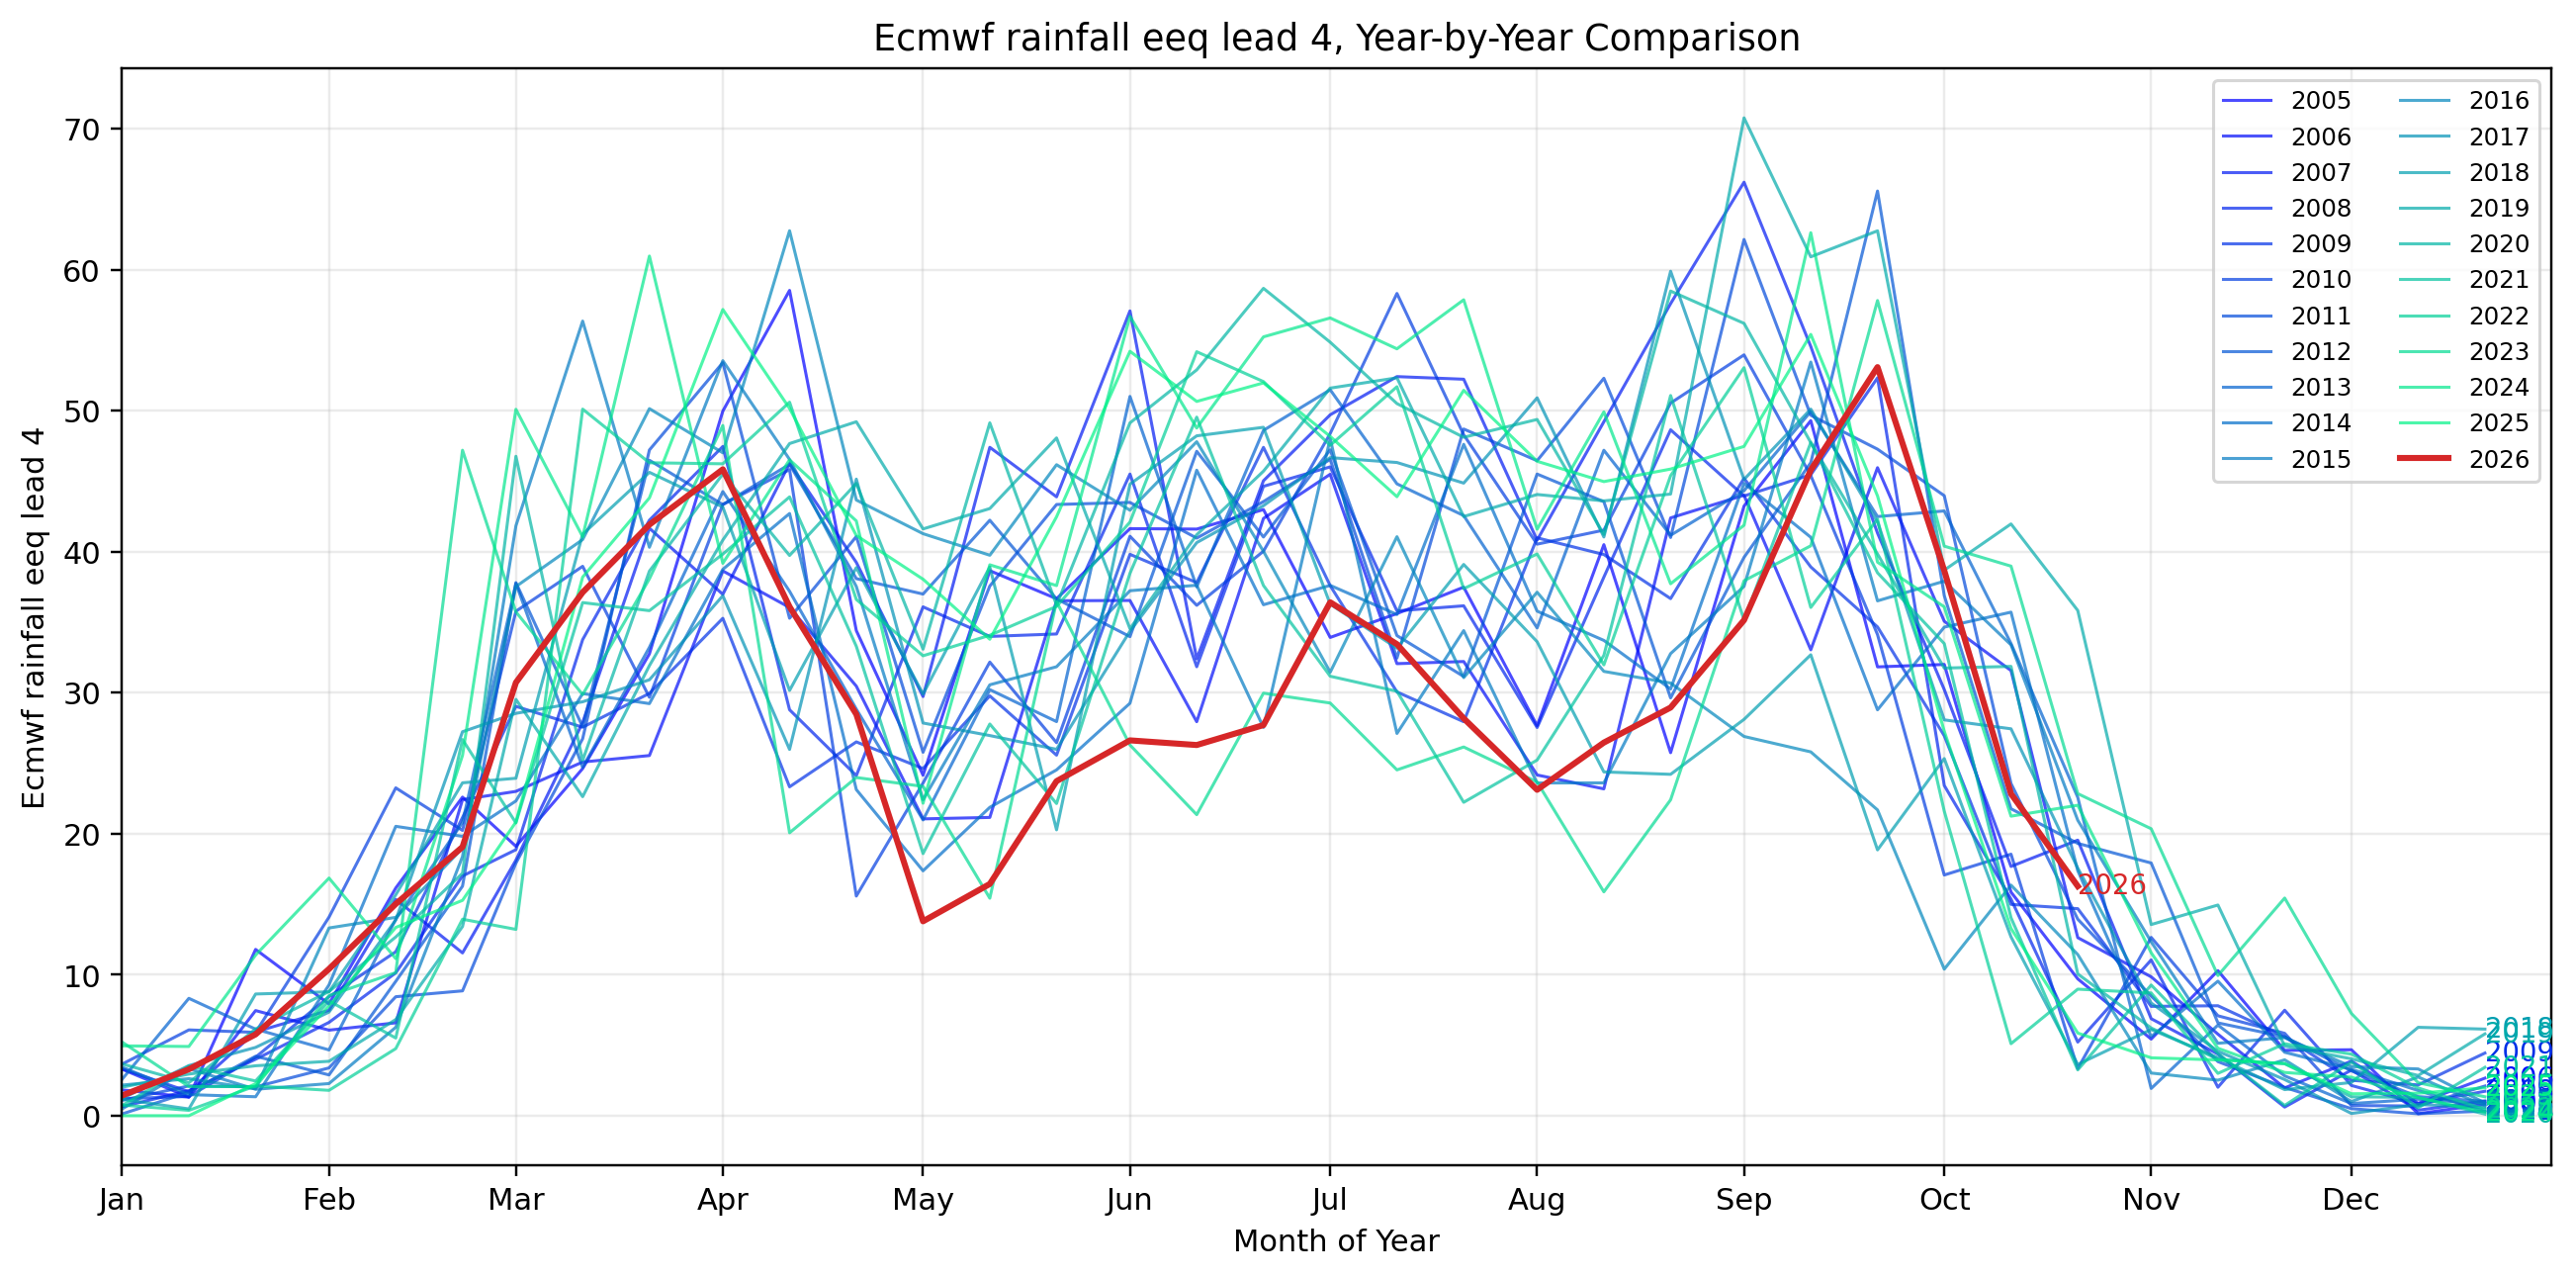 Ecmwf rainfall eeq lead 4, Year-by-Year Comparison
Ecmwf rainfall eeq lead 4
70
60
50
40
30
20
10
0
2005
2006
2007
2008
2009
2010
2011
2012
2013
2014
2015
2016
2017
2018
2019
2020
2021
2022
2023
2024
2025
2026
2026
2009
Jan
Feb
Mar
Apr
May
Jun
Jul
Aug
Sep
Oct
Nov
Dec
Month of Year